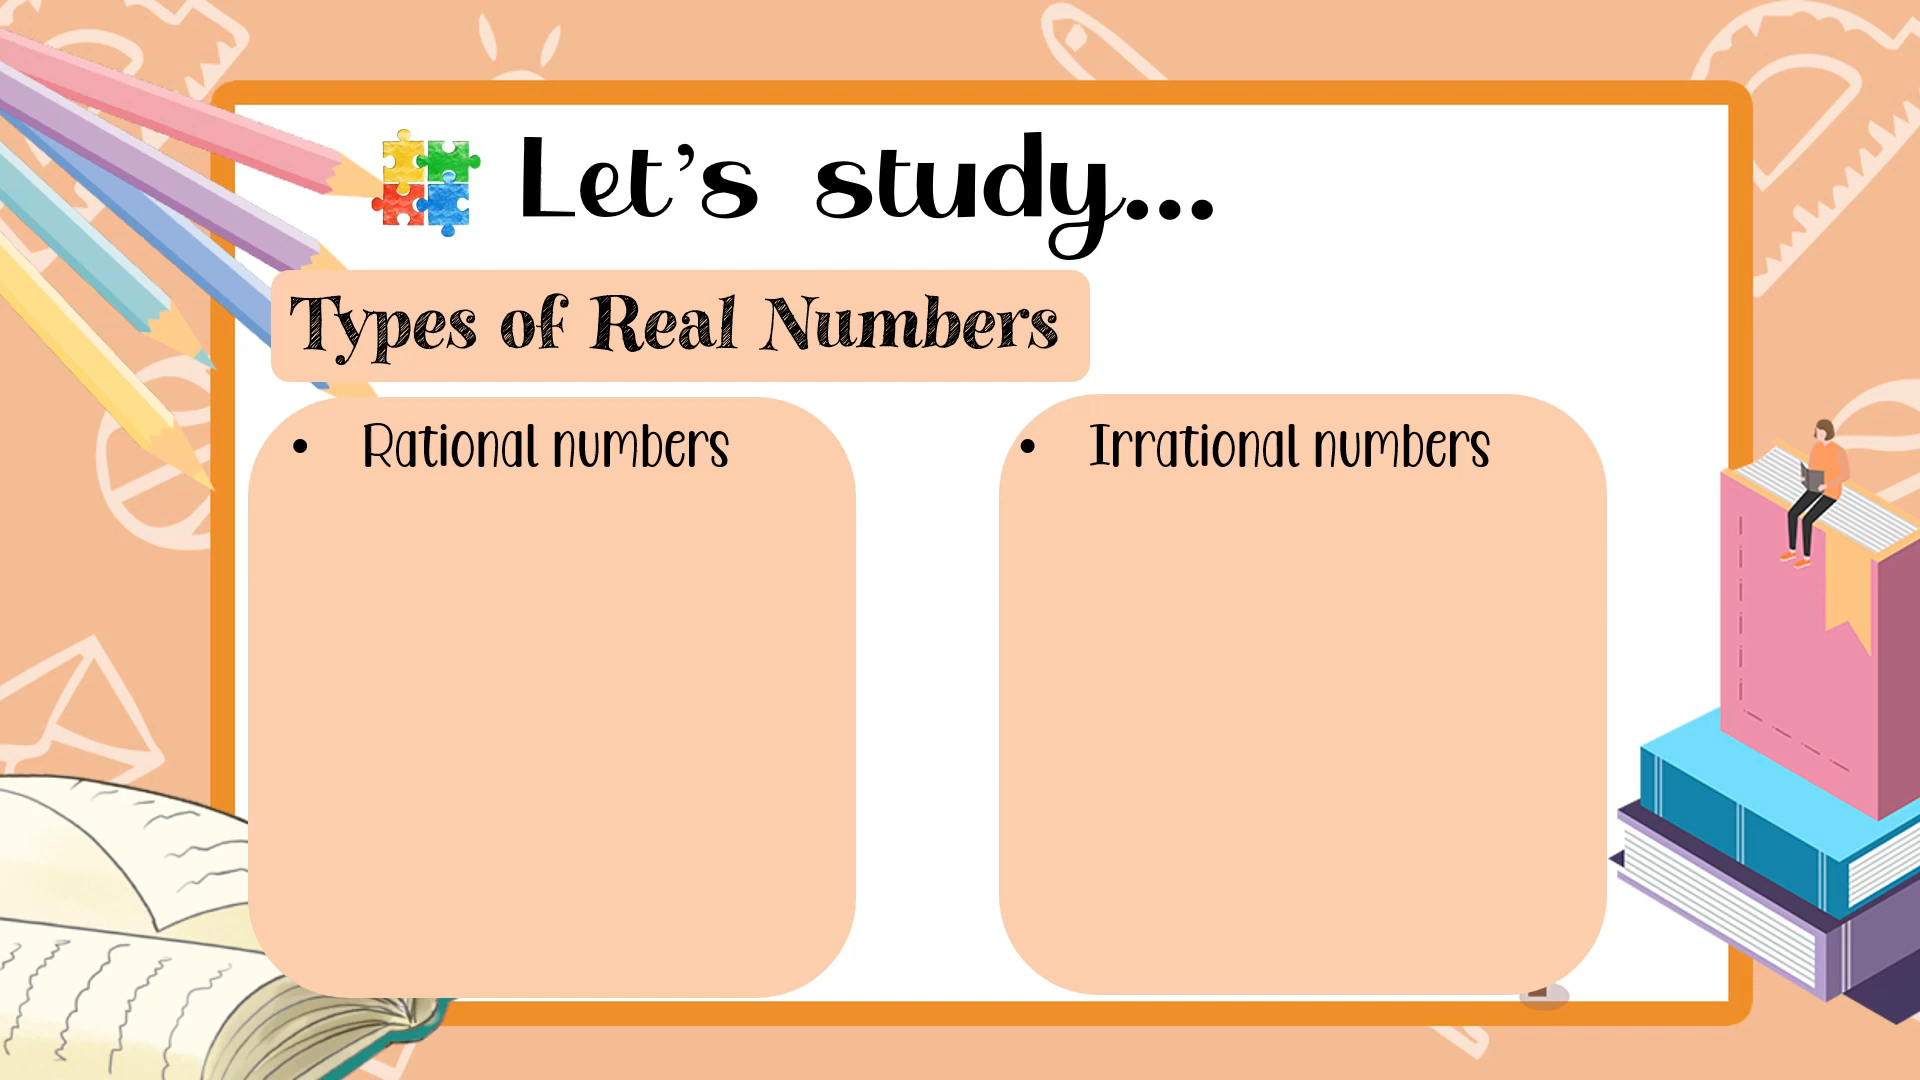 Let's study...
Types of Real Numbers
• Rational numbers
• Irrational numbers